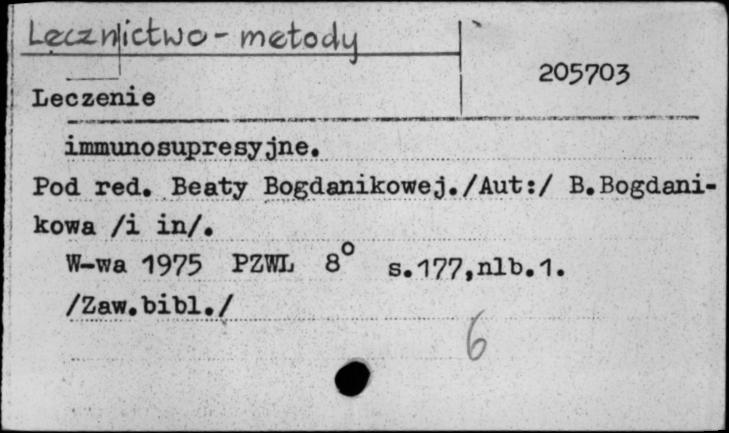 Lecznictwo - metody
205703
Leczenie
immunosupresyjne.
Pod red. Beaty Bogdanikowej./Aut:/ B.Bogdani-
kowa /i in/.
W-wa 1975 PZWL 8° s.177,nlb.1.
/Zaw.bibl./
6